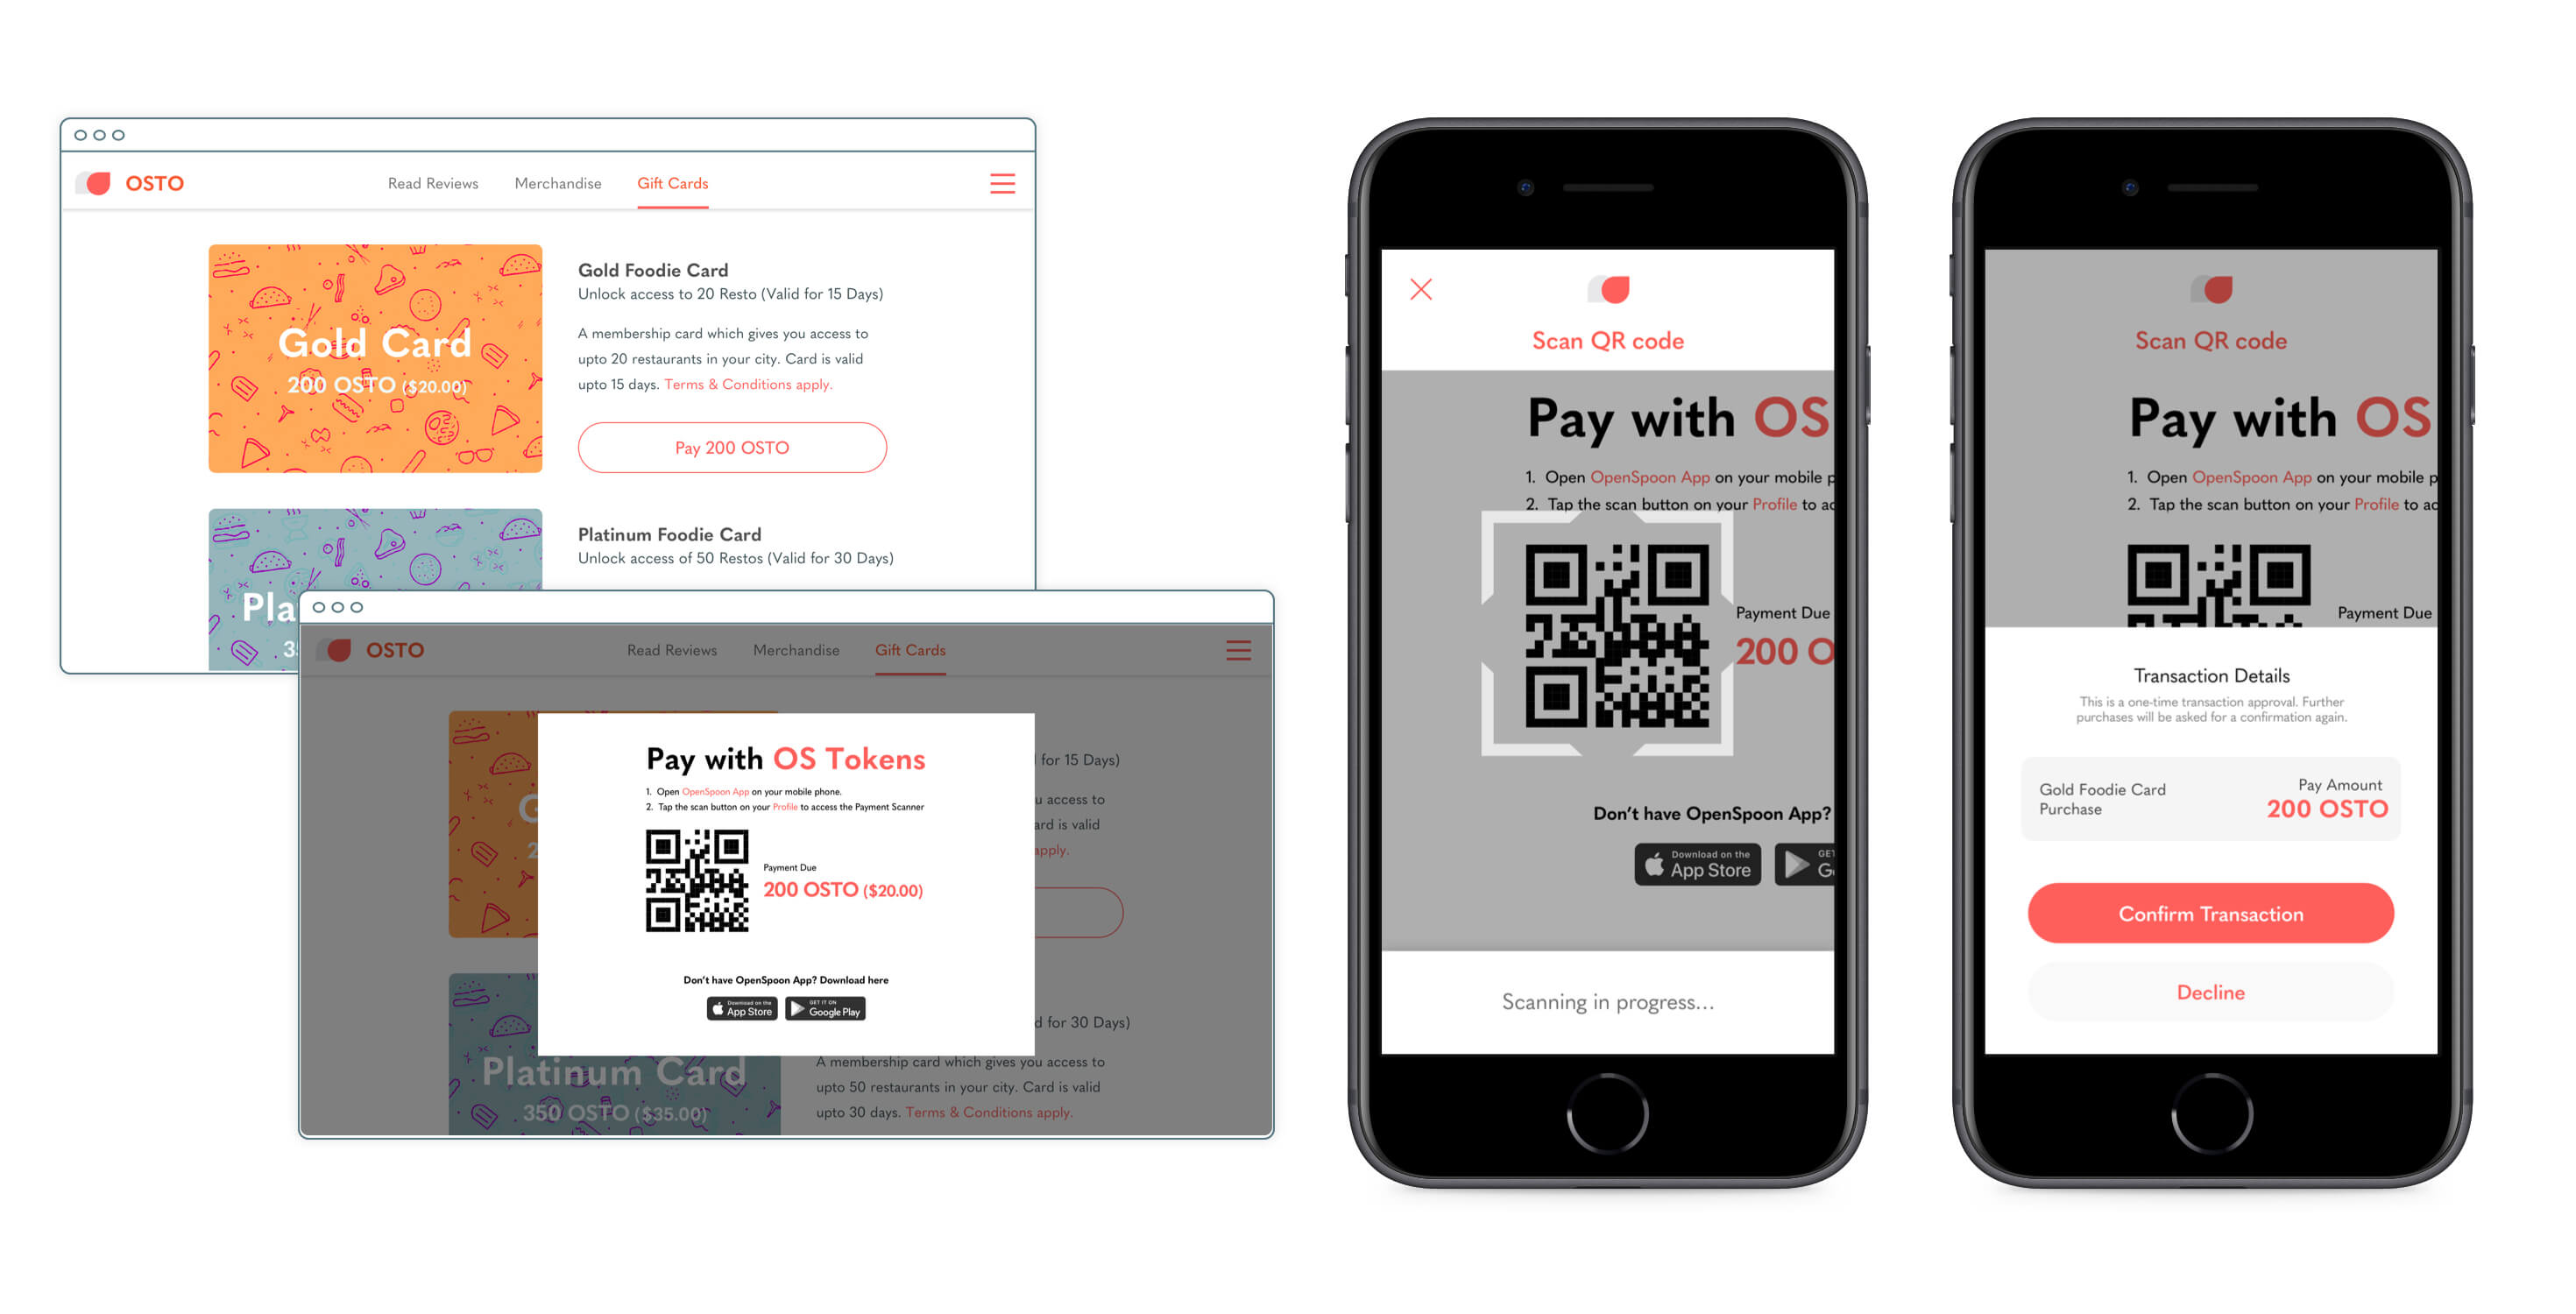 OSTO
Read Reviews
Merchandise
Gift Cards
Gold Card
200 OSTO ($20.00)
Gold Foodie Card
Unlock access to 20 Resto (Valid for 15 Days)
A membership card which gives you access to
upto 20 restaurants in your city. Card is valid
upto 15 days. Terms & Conditions apply.
Pay 200 OSTO
Platinum Foodie Card
Unlock access of 50 Restos (Valid for 30 Days)
Pla
3
OSTO
Read Reviews
Merchandise
Gift Cards
for 15 Days)
u access to
ard is valid
apply.
Pay with OS Tokens
1. Open OpenSpoon App on your mobile phone.
2. Tap the scan button on your Profile to access the Payment Scanner
Payment Due
200 OSTO ($20.00)
Don't have OpenSpoon App? Download here
Download on the
App Store
GET IT ON
Google Play
d for 30 Days)
Platinum Card
350 OSTO ($35.00)
A membership card which gives you access to
upto 50 restaurants in your city. Card is valid
upto 30 days. Terms & Conditions apply.
Scan QR code
Pay with OS
1. Open OpenSpoon App on your mobile p
2. Tap the scan button on your Profile to ac
Payment Due
200 O
Don't have OpenSpoon App?
Download on the
App Store
GET
G
Scanning in progress...
Scan QR code
Pay with OS
1. Open OpenSpoon App on your mobile p
2. Tap the scan button on your Profile to ac
Payment Due
Transaction Details
This is a one-time transaction approval. Further
purchases will be asked for a confirmation again.
Gold Foodie Card
Purchase
Pay Amount
200 OSTO
Confirm Transaction
Decline